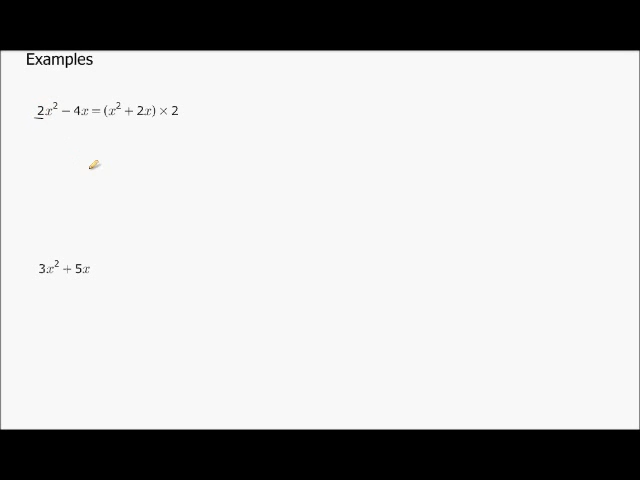 Examples
2x² − 4x = (x² + 2x) × 2
3x² + 5x